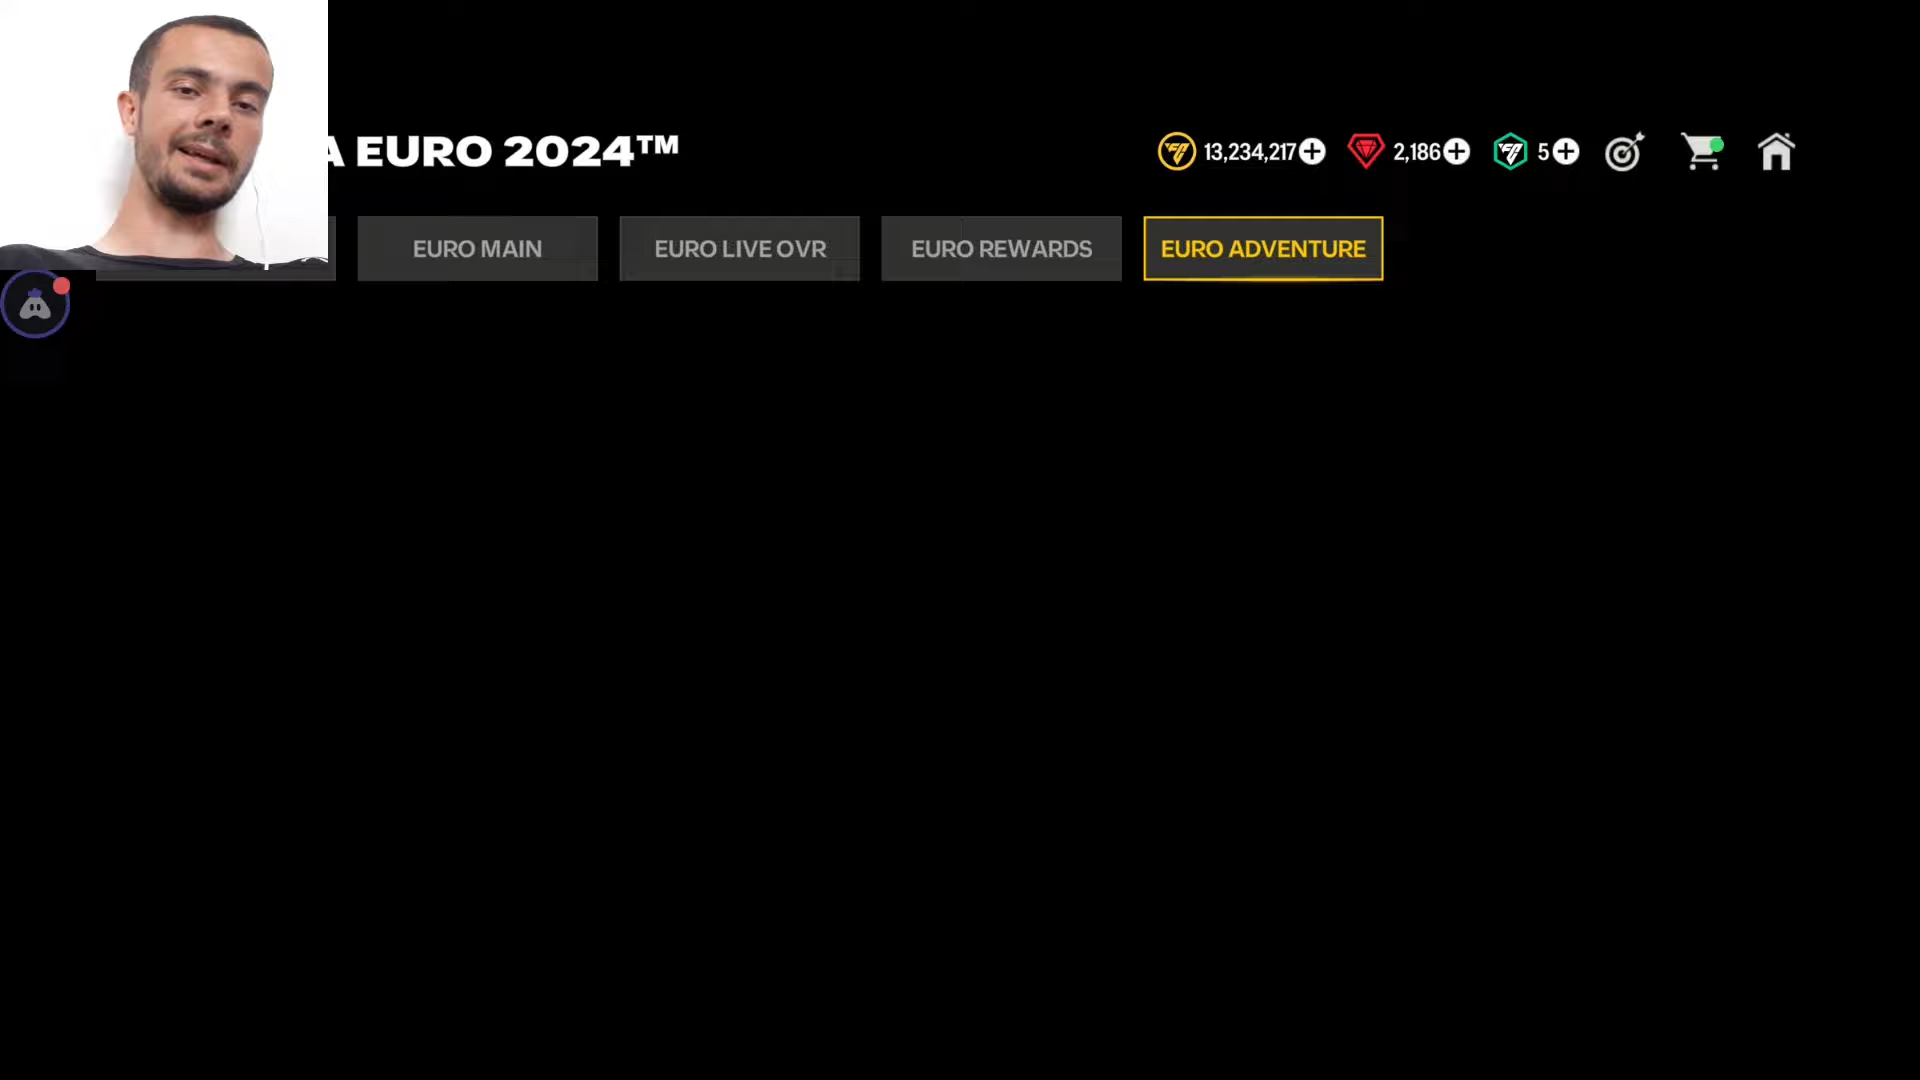 A EURO 2024™
13,234,217 2,186 5
EURO MAIN EURO LIVE OVR EURO REWARDS EURO ADVENTURE